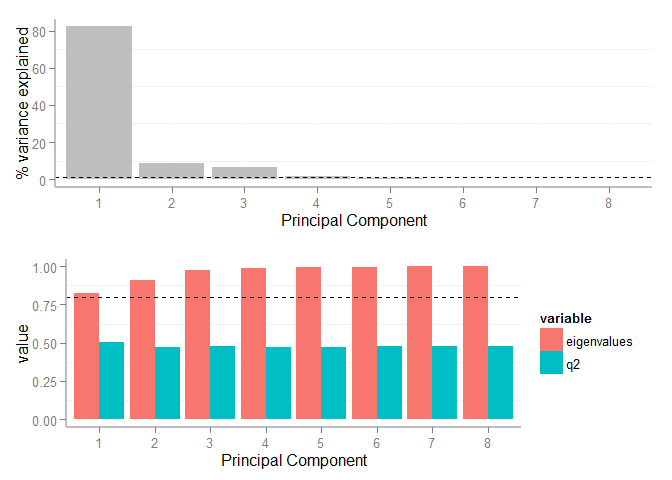 % variance explained
80
60
40
20
0
1 2 3 4 5 6 7 8
Principal Component
value
1.00
0.75
0.50
0.25
0.00
1 2 3 4 5 6 7 8
Principal Component
variable
eigenvalues
q2